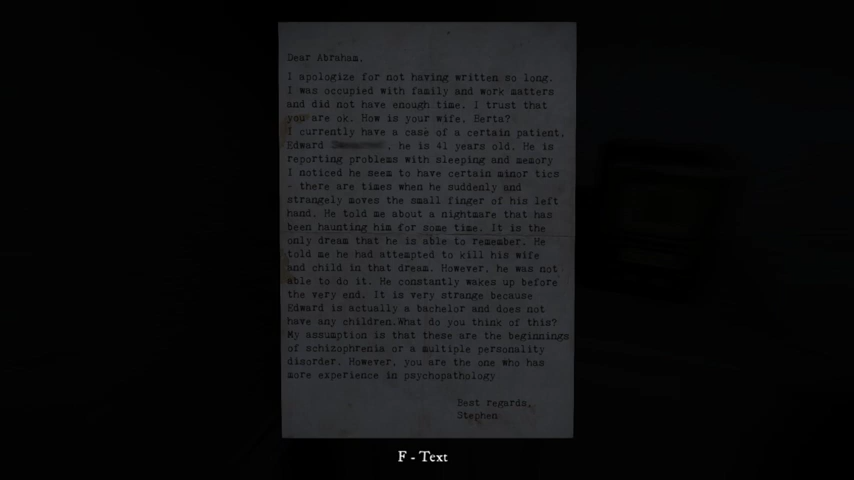 Dear Abraham,
I apologize for not having written so long.
I was occupied with family and work matters
and did not have enough time. I trust that
you are ok. How is your wife, Berta?
I currently have a case of a certain patient,
Edward , he is 41 years old. He is
reporting problems with sleeping and memory
I noticed he seem to have certain minor tics
- there are times when he suddenly and
strangely moves the small finger of his left
hand. He told me about a nightmare that has
been haunting him for some time. It is the
only dream that he is able to remember. He
told me he had attempted to kill his wife
and child in that dream. However, he was not
able to do it. He constantly wakes up before
the very end. It is very strange because
Edward is actually a bachelor and does not
have any children.What do you think of this?
My assumption is that these are the beginnings
of schizophrenia or a multiple personality
disorder. However, you are the one who has
more experience in psychopathology
Best regards,
Stephen
F - Text